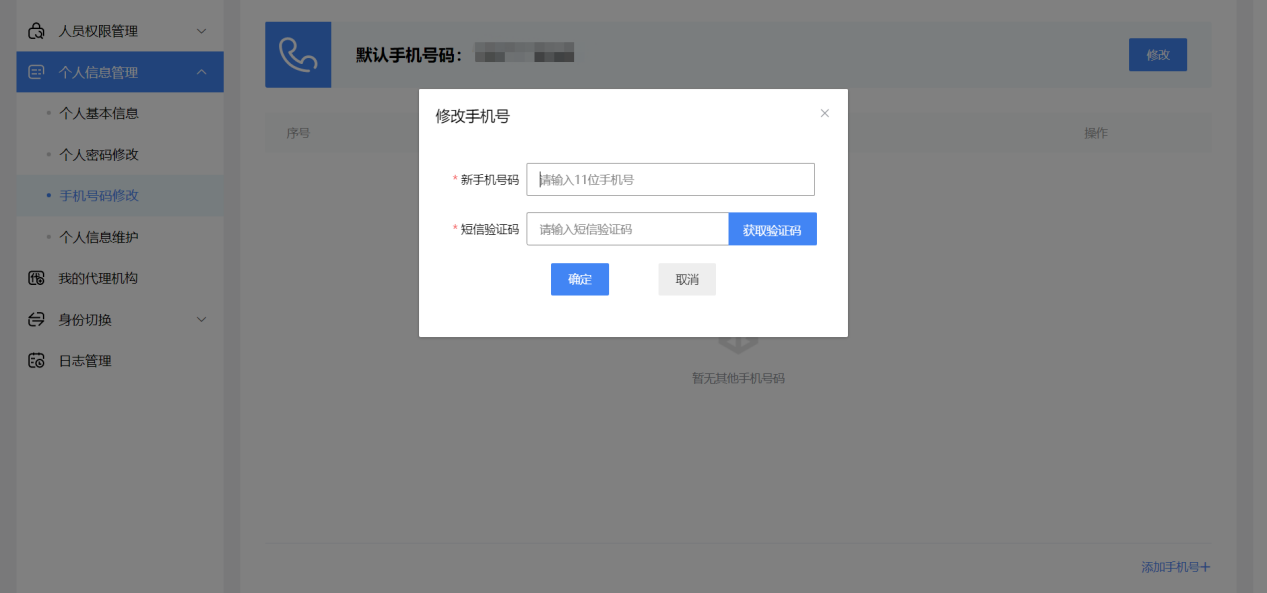 人员权限管理
个人信息管理
个人基本信息
个人密码修改
手机号码修改
个人信息维护
我的代理机构
身份切换
日志管理
默认手机号码：
修改
序号
操作
修改手机号
×
*新手机号码
请输入11位手机号
*短信验证码
请输入短信验证码
获取验证码
确定
取消
暂无其他手机号码
添加手机号+